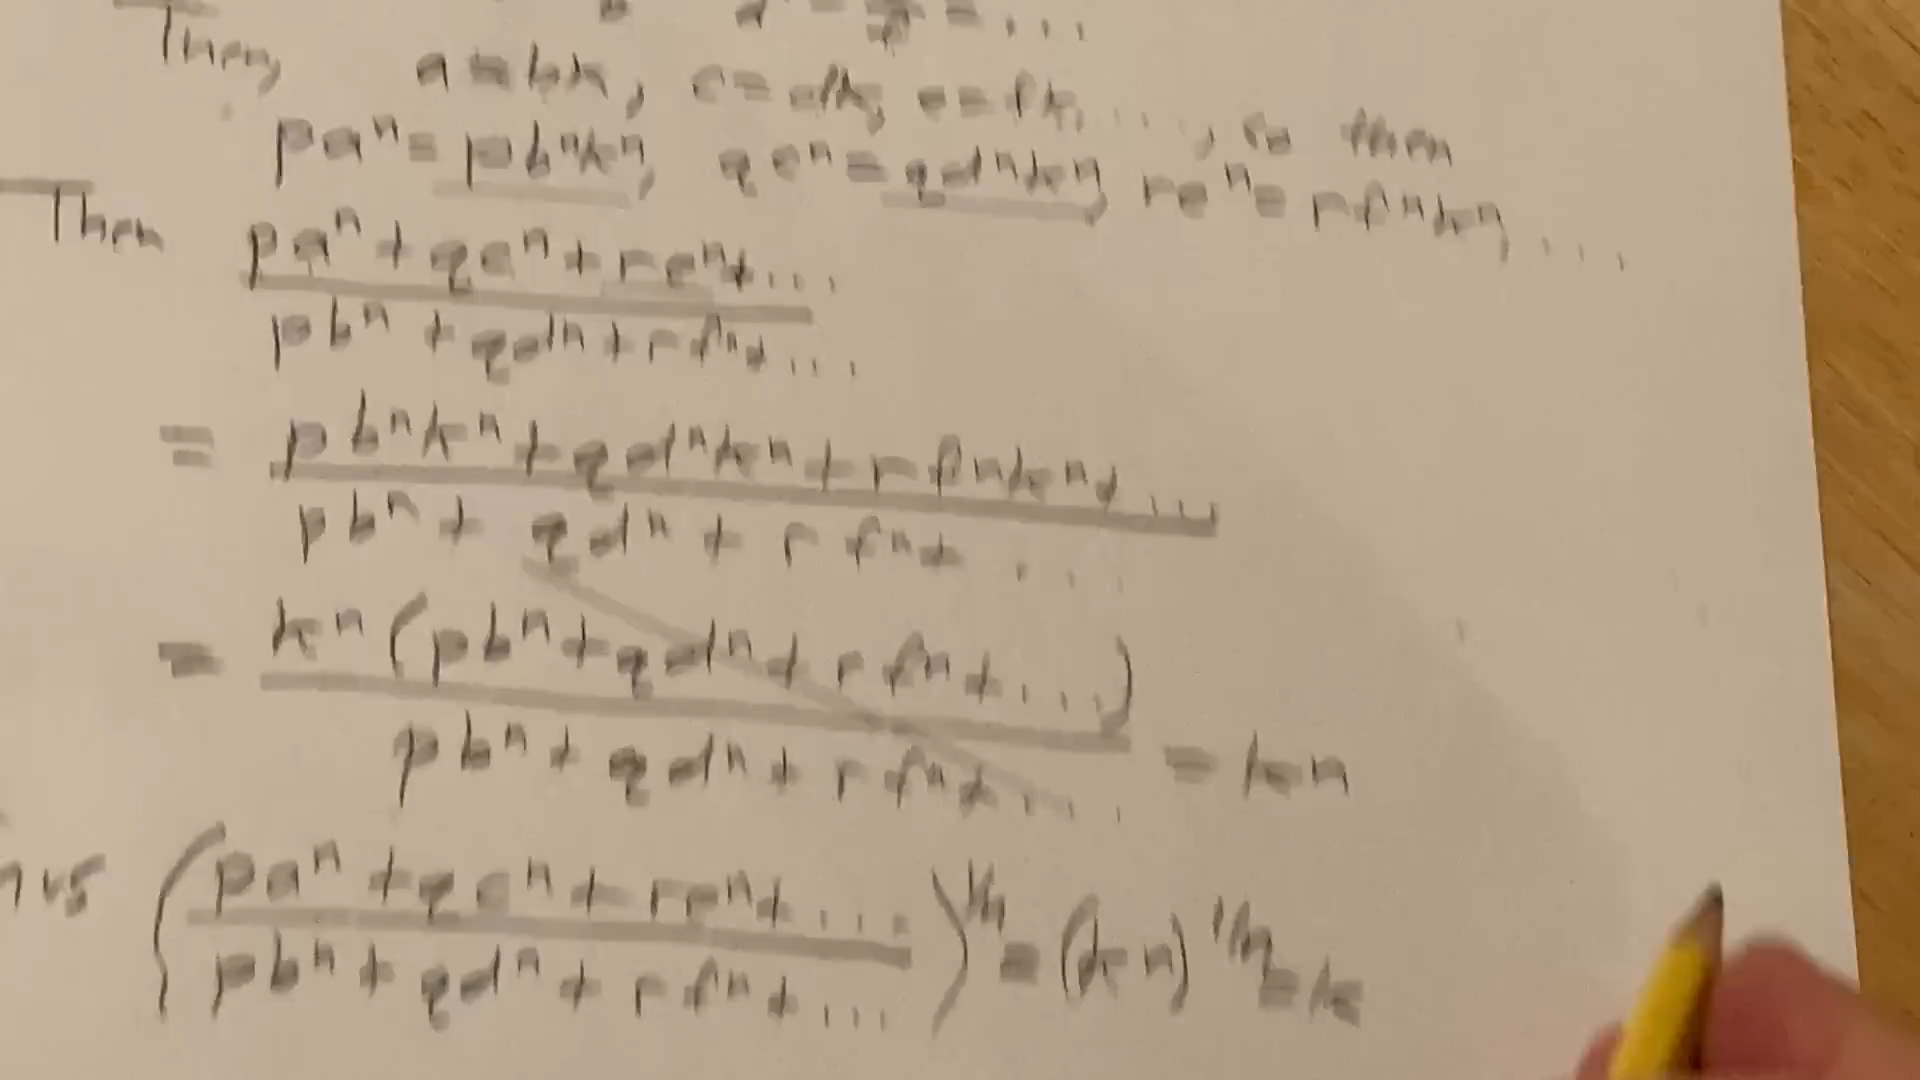 d = f = ...
Then, a = bk, c = dk, e = fk, ..., so then
pa^n = pb^nk^n, qc^n = qd^nk^n, re^n = rf^nk^n, ...
Then pa^n + qc^n + re^n + ...
pb^n + qd^n + rf^n + ...
= pb^nk^n + qd^nk^n + rf^nk^n + ...
pb^n + qd^n + rf^n + ...
= k^n (pb^n + qd^n + rf^n + ...)
pb^n + qd^n + rf^n + ... = k^n
(pa^n + qc^n + re^n + ...
pb^n + qd^n + rf^n + ...)^1/n = (k^n)^1/n = k